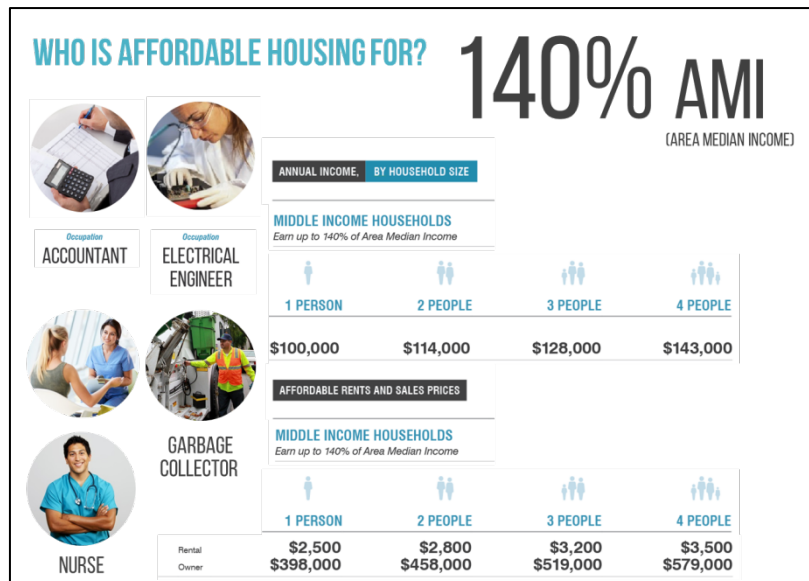 WHO IS AFFORDABLE HOUSING FOR?
140% AMI
(AREA MEDIAN INCOME)
ANNUAL INCOME, BY HOUSEHOLD SIZE
MIDDLE INCOME HOUSEHOLDS
Earn up to 140% of Area Median Income
Occupation
ACCOUNTANT
Occupation
ELECTRICAL
ENGINEER
1 PERSON 2 PEOPLE 3 PEOPLE 4 PEOPLE
$100,000 $114,000 $128,000 $143,000
AFFORDABLE RENTS AND SALES PRICES
MIDDLE INCOME HOUSEHOLDS
Earn up to 140% of Area Median Income
GARBAGE
COLLECTOR
NURSE
1 PERSON 2 PEOPLE 3 PEOPLE 4 PEOPLE
Rental $2,500 $2,800 $3,200 $3,500
Owner $398,000 $458,000 $519,000 $579,000